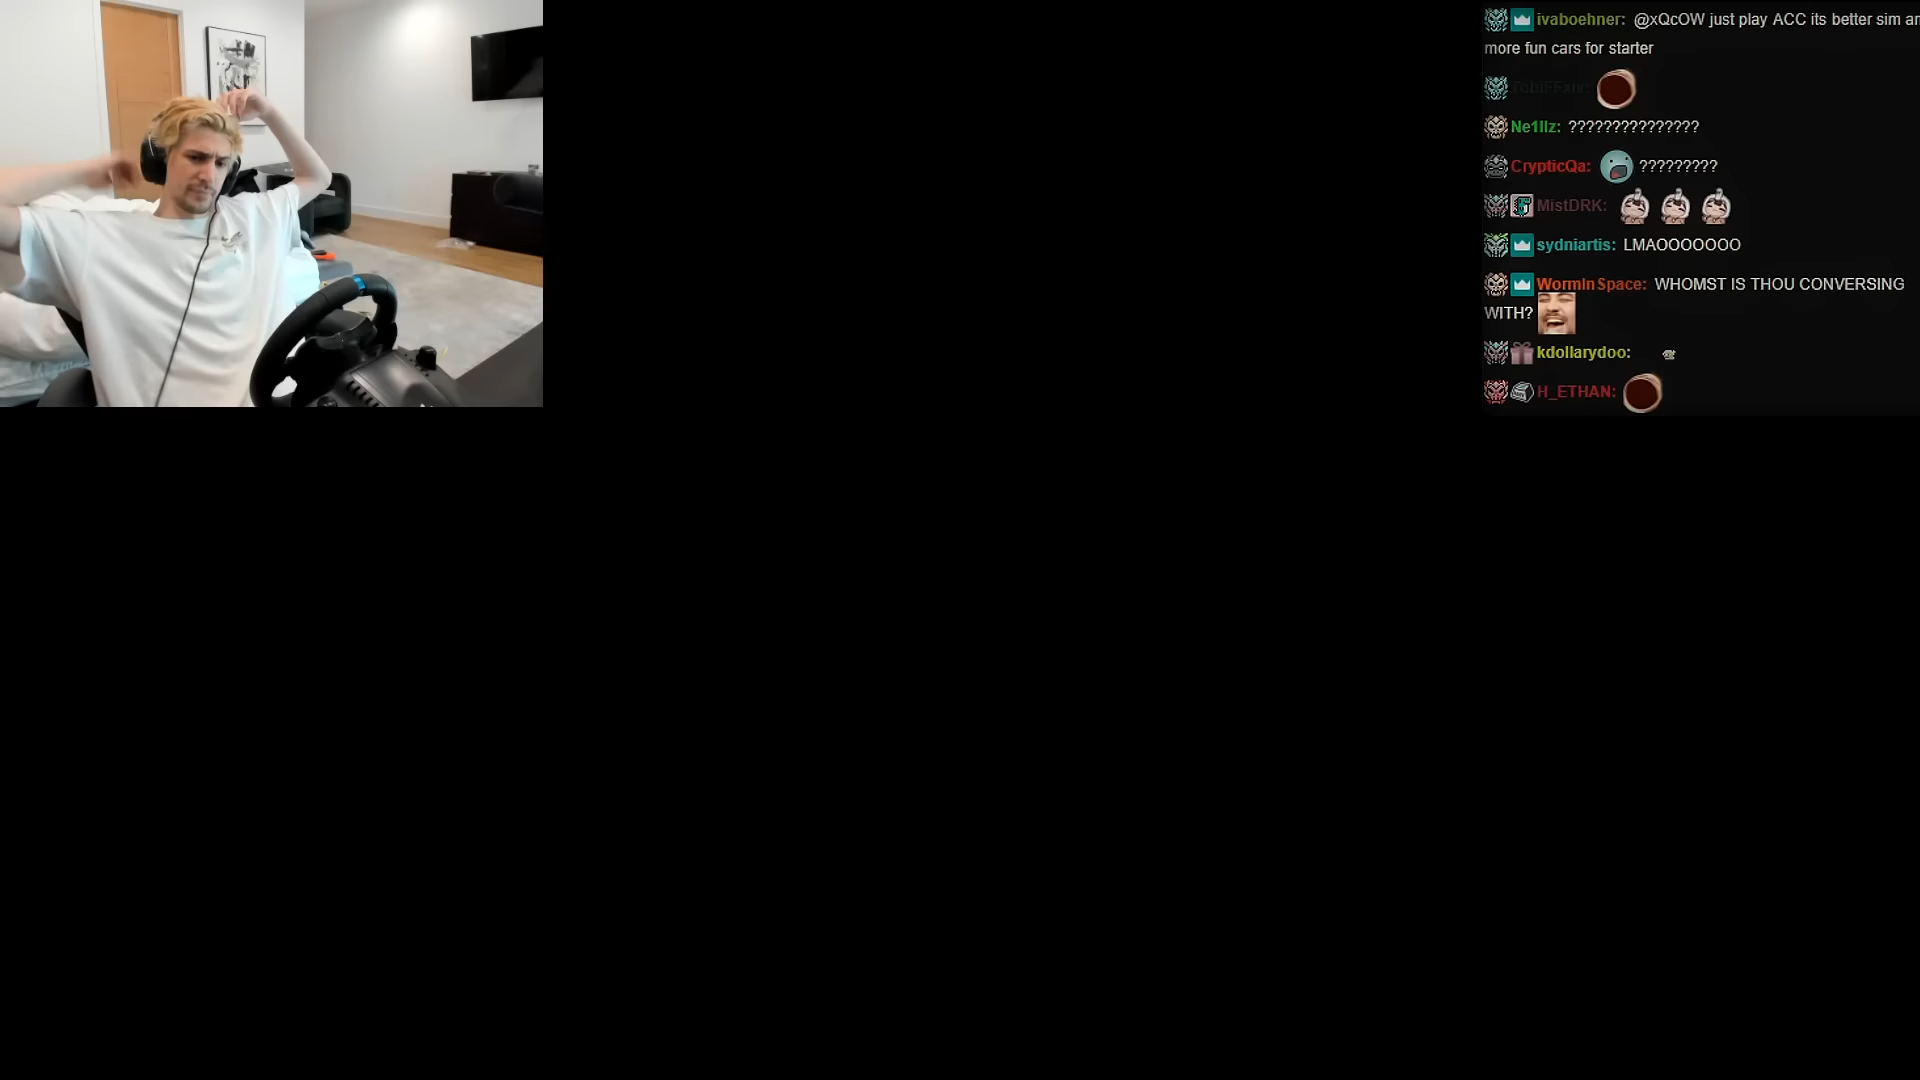 ivaboehner: @xQcOW just play ACC its better sim an
more fun cars for starter
Ne1llz: ???????????????
CrypticQa: ?????????
MistDRK:
sydniartis: LMAOOOOOOO
WormInSpace: WHOMST IS THOU CONVERSING
WITH?
kdollarydoo:
H_ETHAN: